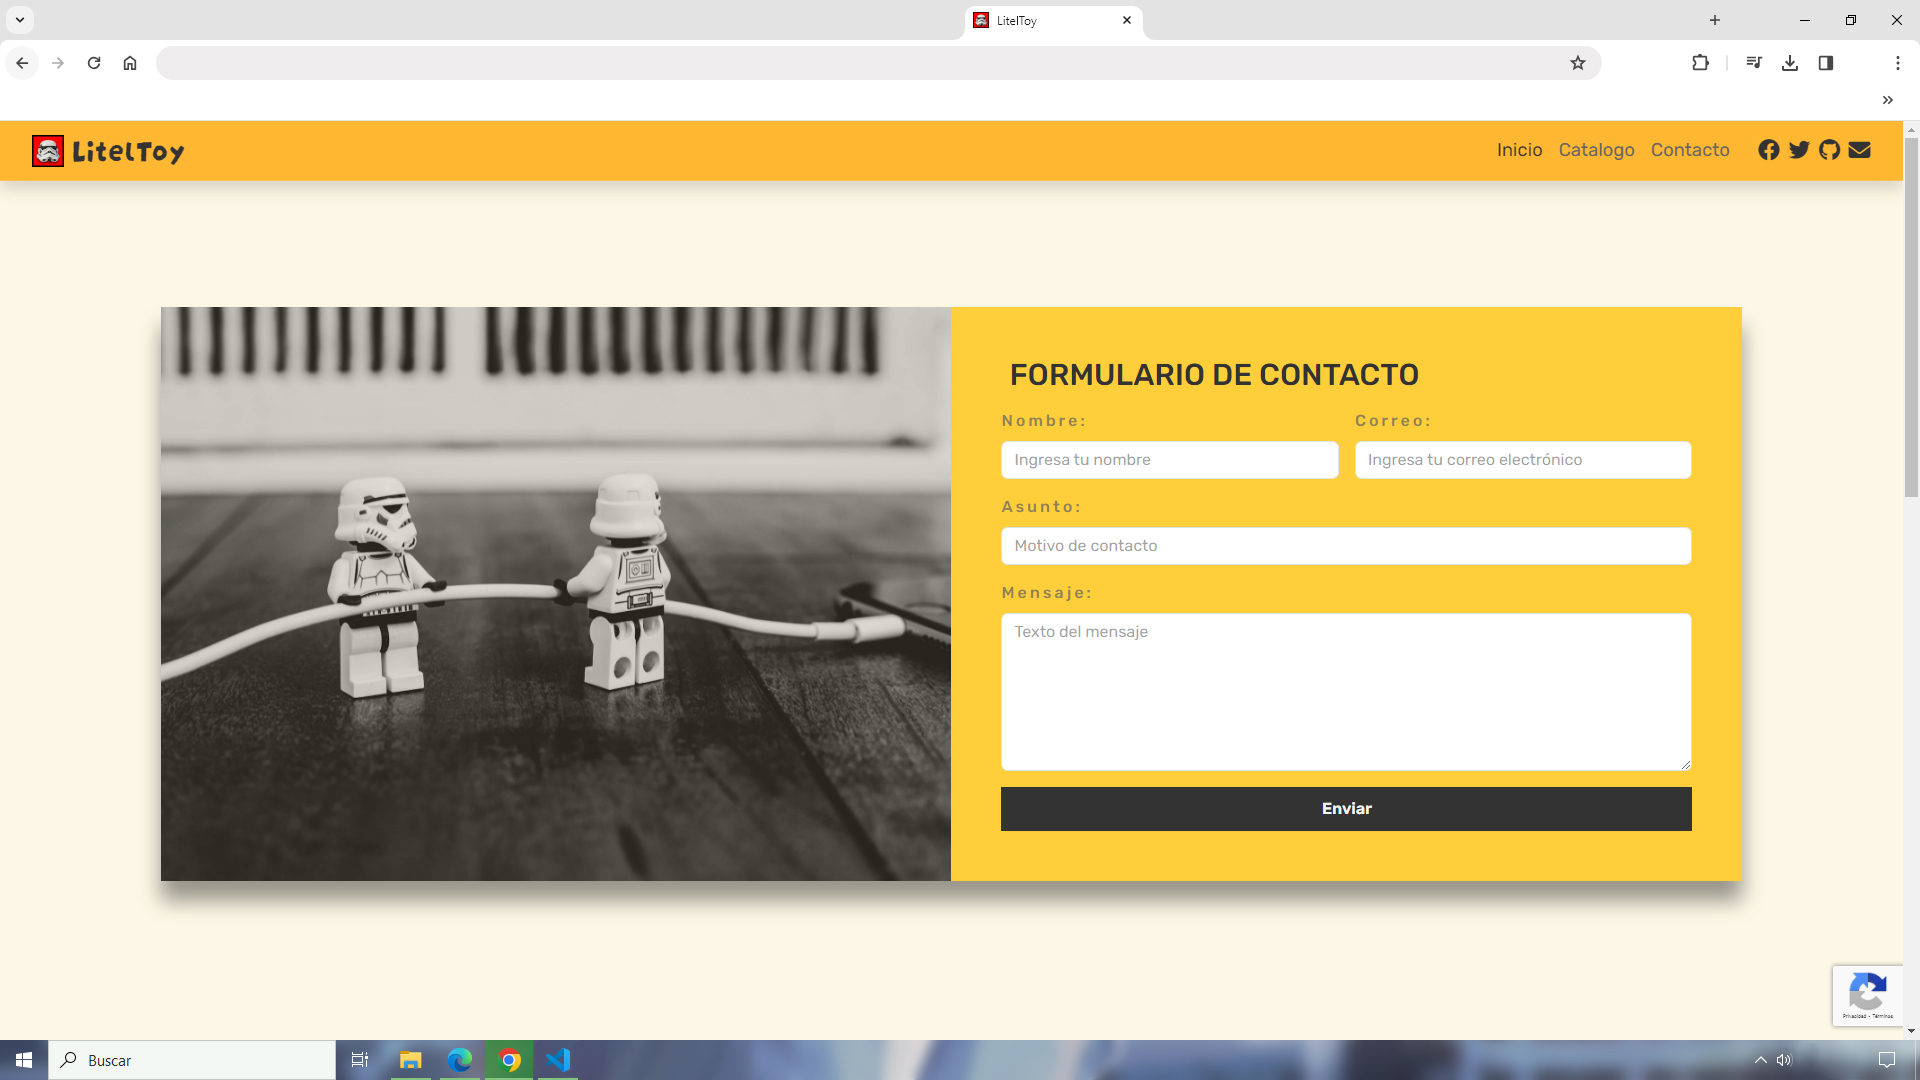 LitelToy
LitelToy
Inicio Catalogo Contacto
FORMULARIO DE CONTACTO
Nombre: Correo:
Ingresa tu nombre Ingresa tu correo electrónico
Asunto:
Motivo de contacto
Mensaje:
Texto del mensaje
Enviar
Privacidad - Términos
Buscar